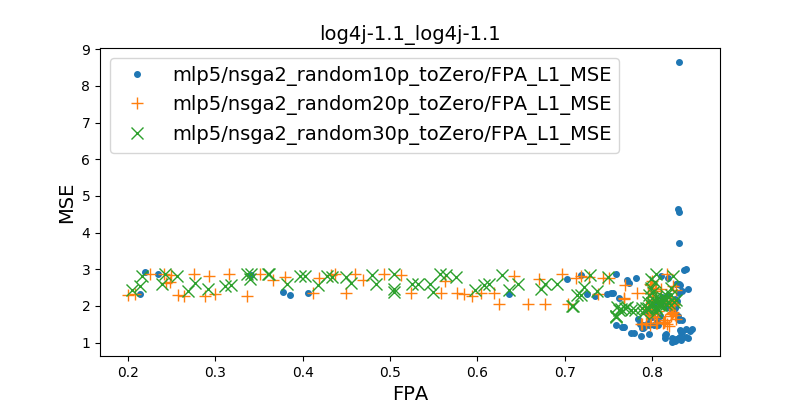 log4j-1.1_log4j-1.1
9
8
7
6
5
4
3
2
1
MSE
mlp5/nsga2_random10p_toZero/FPA_L1_MSE
mlp5/nsga2_random20p_toZero/FPA_L1_MSE
mlp5/nsga2_random30p_toZero/FPA_L1_MSE
0.2 0.3 0.4 0.5 0.6 0.7 0.8
FPA